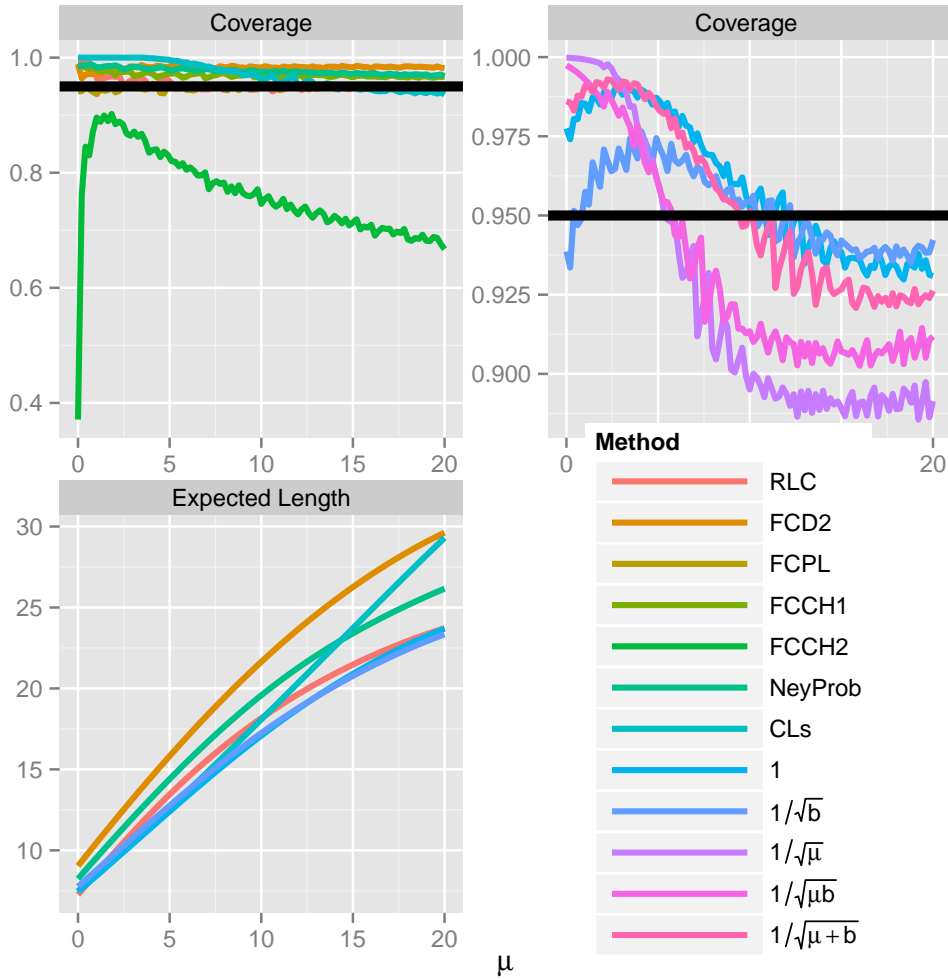 Coverage
1.0
0.8
0.6
0.4
0 5 10 15 20
Coverage
1.000
0.975
0.950
0.925
0.900
0 20
Expected Length
30
25
20
15
10
0 5 10 15 20
μ
Method
RLC
FCD2
FCPL
FCCH1
FCCH2
NeyProb
CLs
1
1/√b
1/√μ
1/√μb
1/√μ + b